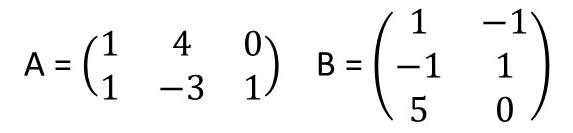 A = (1 4 0
1 −3 1) B = (1 −1
−1 1
5 0)